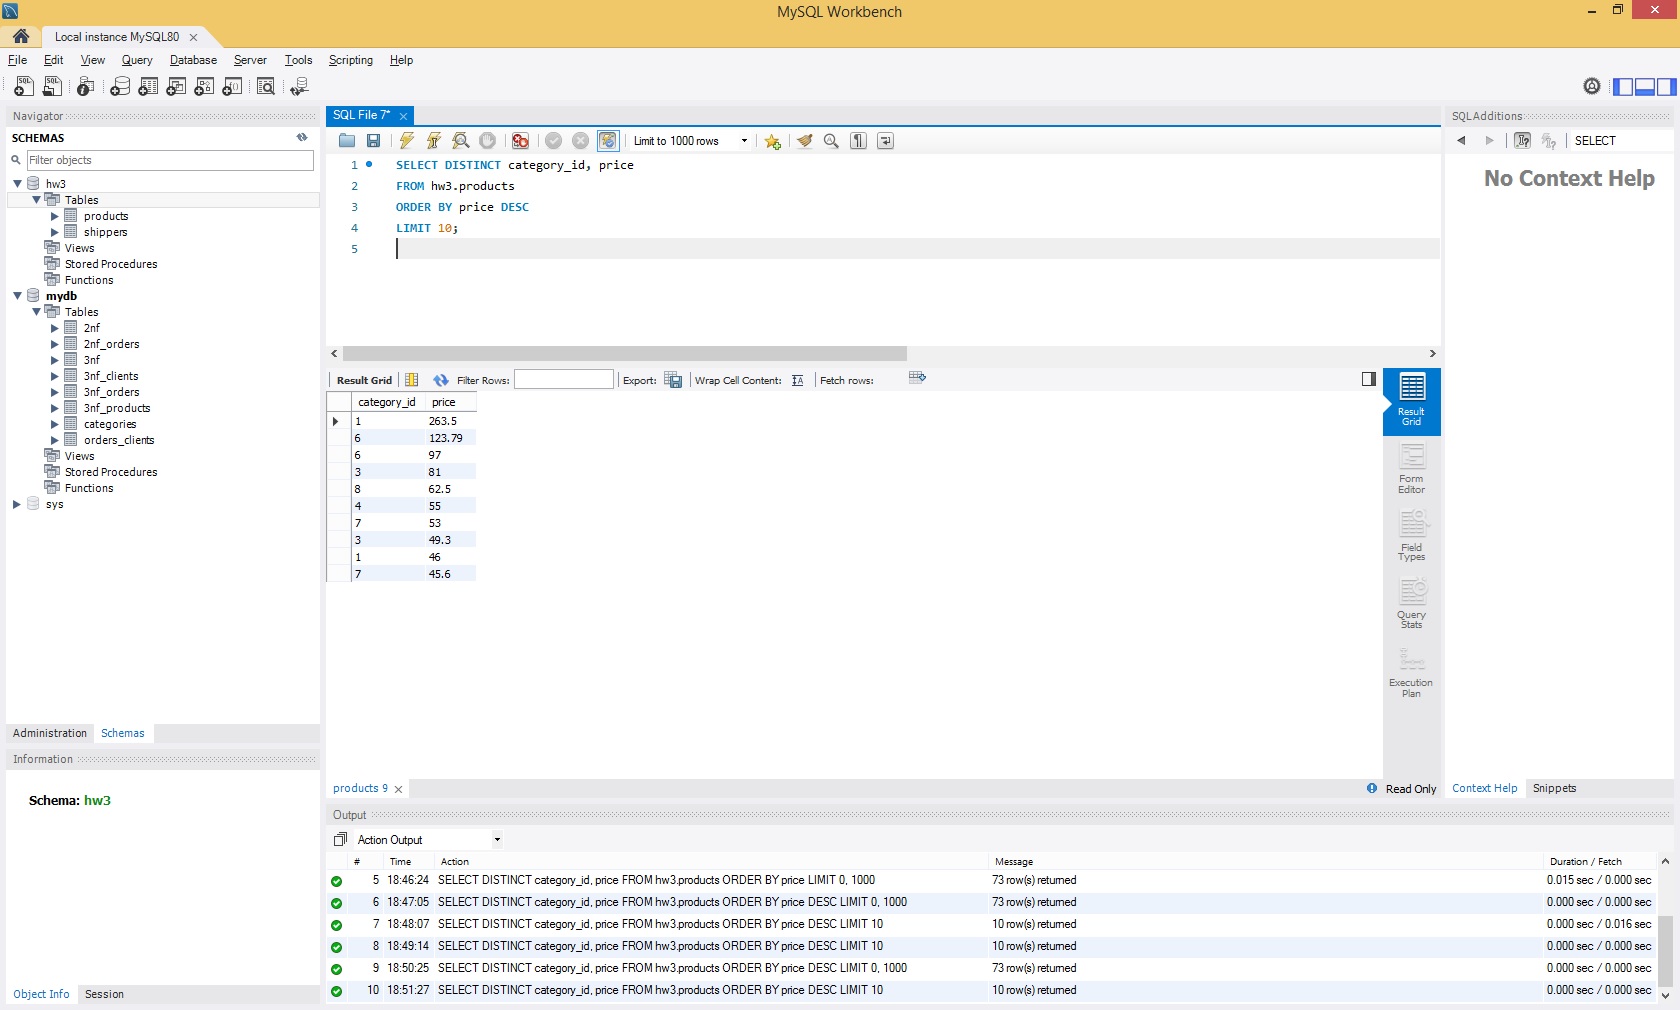 MySQL Workbench
Local instance MySQL80
File Edit View Query Database Server Tools Scripting Help
Navigator
SCHEMAS
Filter objects
hw3
Tables
products
shippers
Views
Stored Procedures
Functions
mydb
Tables
2nf
2nf_orders
3nf
3nf_clients
3nf_orders
3nf_products
categories
orders_clients
Views
Stored Procedures
Functions
sys
Administration Schemas
Information
Schema: hw3
Object Info Session
SQL File 7*
Limit to 1000 rows
1 SELECT DISTINCT category_id, price
2 FROM hw3.products
3 ORDER BY price DESC
4 LIMIT 10;
5
Result Grid Filter Rows: Export: Wrap Cell Content: Fetch rows:
category_id price
1 263.5
6 123.79
6 97
3 81
8 62.5
4 55
7 53
3 49.3
1 46
7 45.6
Result
Grid
Form
Editor
Field
Types
Query
Stats
Execution
Plan
products 9
Read Only
SQLAdditions
SELECT
No Context Help
Context Help Snippets
Output
Action Output
# Time Action Message Duration / Fetch
5 18:46:24 SELECT DISTINCT category_id, price FROM hw3.products ORDER BY price LIMIT 0, 1000 73 row(s) returned 0.015 sec / 0.000 sec
6 18:47:05 SELECT DISTINCT category_id, price FROM hw3.products ORDER BY price DESC LIMIT 0, 1000 73 row(s) returned 0.000 sec / 0.000 sec
7 18:48:07 SELECT DISTINCT category_id, price FROM hw3.products ORDER BY price DESC LIMIT 10 10 row(s) returned 0.000 sec / 0.016 sec
8 18:49:14 SELECT DISTINCT category_id, price FROM hw3.products ORDER BY price DESC LIMIT 10 10 row(s) returned 0.000 sec / 0.000 sec
9 18:50:25 SELECT DISTINCT category_id, price FROM hw3.products ORDER BY price DESC LIMIT 0, 1000 73 row(s) returned 0.000 sec / 0.000 sec
10 18:51:27 SELECT DISTINCT category_id, price FROM hw3.products ORDER BY price DESC LIMIT 10 10 row(s) returned 0.000 sec / 0.000 sec